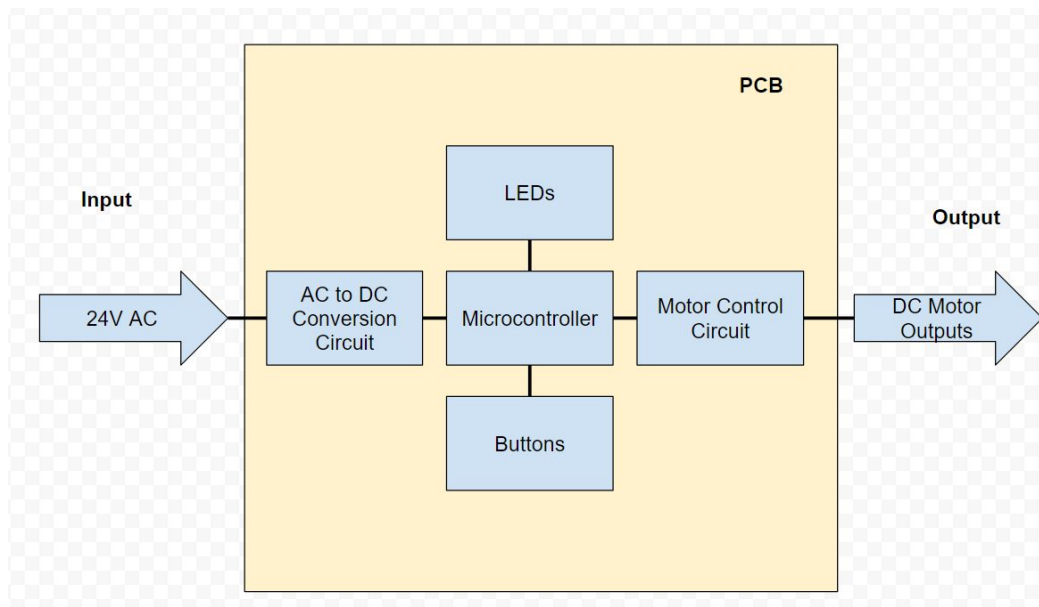 PCB
LEDs
Input
Output
24V AC
AC to DC
Conversion
Circuit
Microcontroller
Motor Control
Circuit
DC Motor
Outputs
Buttons